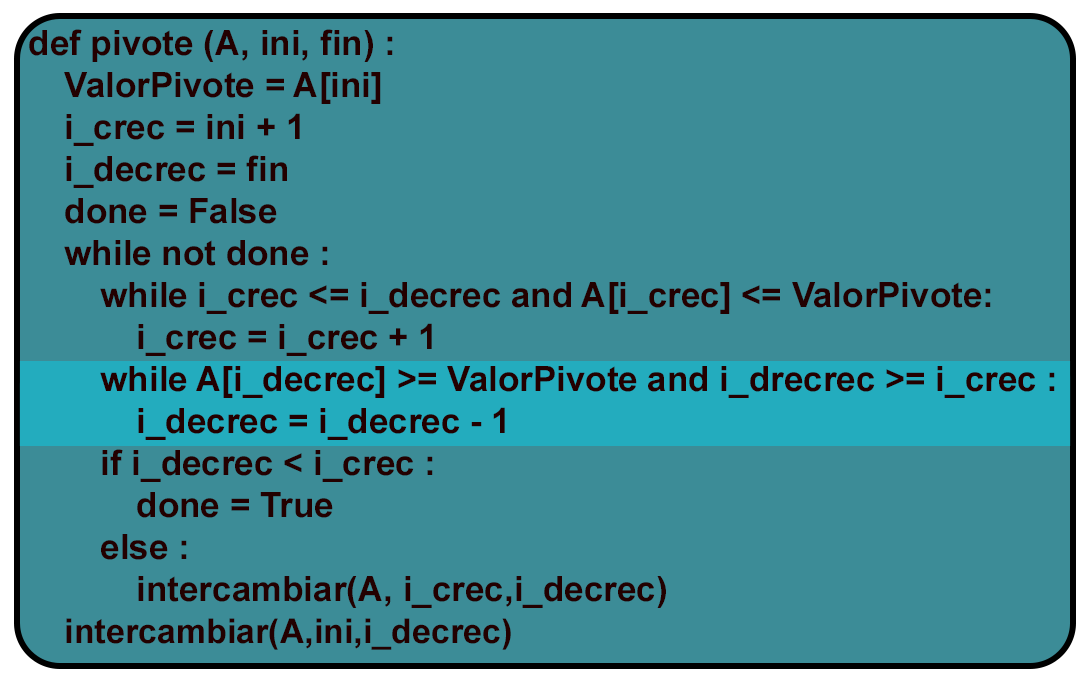 def pivote (A, ini, fin) :
    ValorPivote = A[ini]
    i_crec = ini + 1
    i_decrec = fin
    done = False
    while not done :
        while i_crec <= i_decrec and A[i_crec] <= ValorPivote:
            i_crec = i_crec + 1
        while A[i_decrec] >= ValorPivote and i_drecrec >= i_crec :
            i_decrec = i_decrec - 1
        if i_decrec < i_crec :
            done = True
        else :
            intercambiar(A, i_crec,i_decrec)
    intercambiar(A,ini,i_decrec)